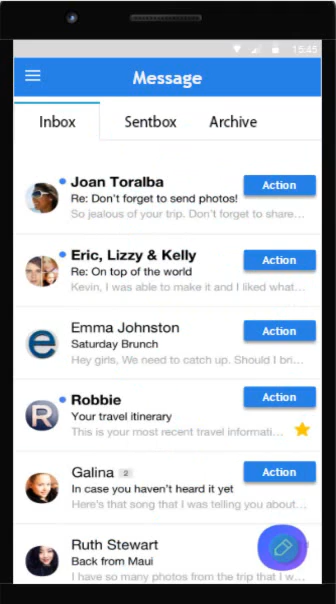 15:45
Message
Inbox Sentbox Archive
Joan Toralba
Action
Re: Don't forget to send photos!
So jealous of your trip. Don't forget to share...
Eric, Lizzy & Kelly
Action
Re: On top of the world
Kevin, I was able to make it and I liked what...
Emma Johnston
Action
Saturday Brunch
Hey girls, We need to catch up. Should I bri...
e
Robbie
Action
R
Your travel itinerary
This is your most recent travel informati...
Galina 2
Action
In case you haven't heard it yet
Here's that song that I was telling you about...
Ruth Stewart
Back from Maui
I have so many photos from the trip that I w...